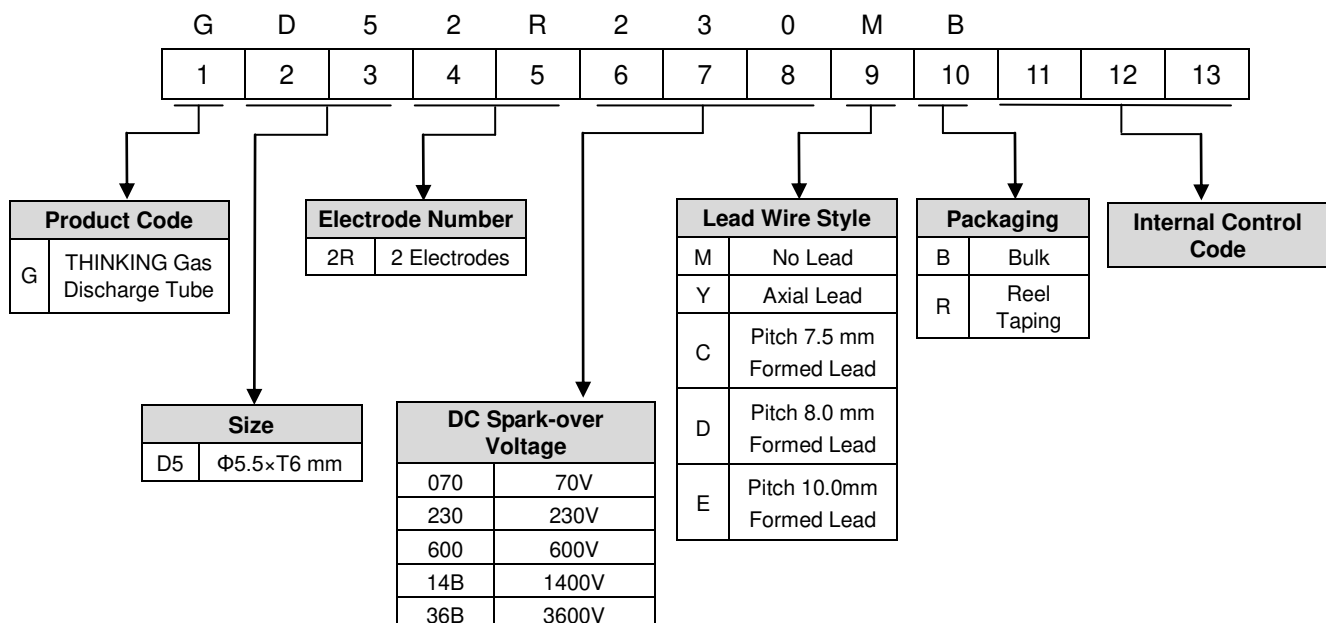 G D 5 2 R 2 3 0 M B
1 2 3 4 5 6 7 8 9 10 11 12 13
Product Code
G THINKING Gas
Discharge Tube
Electrode Number
2R 2 Electrodes
Lead Wire Style
M No Lead
Y Axial Lead
C Pitch 7.5 mm
Formed Lead
D Pitch 8.0 mm
Formed Lead
E Pitch 10.0mm
Formed Lead
Packaging
B Bulk
R Reel
Taping
Internal Control
Code
Size
D5 Φ5.5×T6 mm
DC Spark-over
Voltage
070 70V
230 230V
600 600V
14B 1400V
36B 3600V